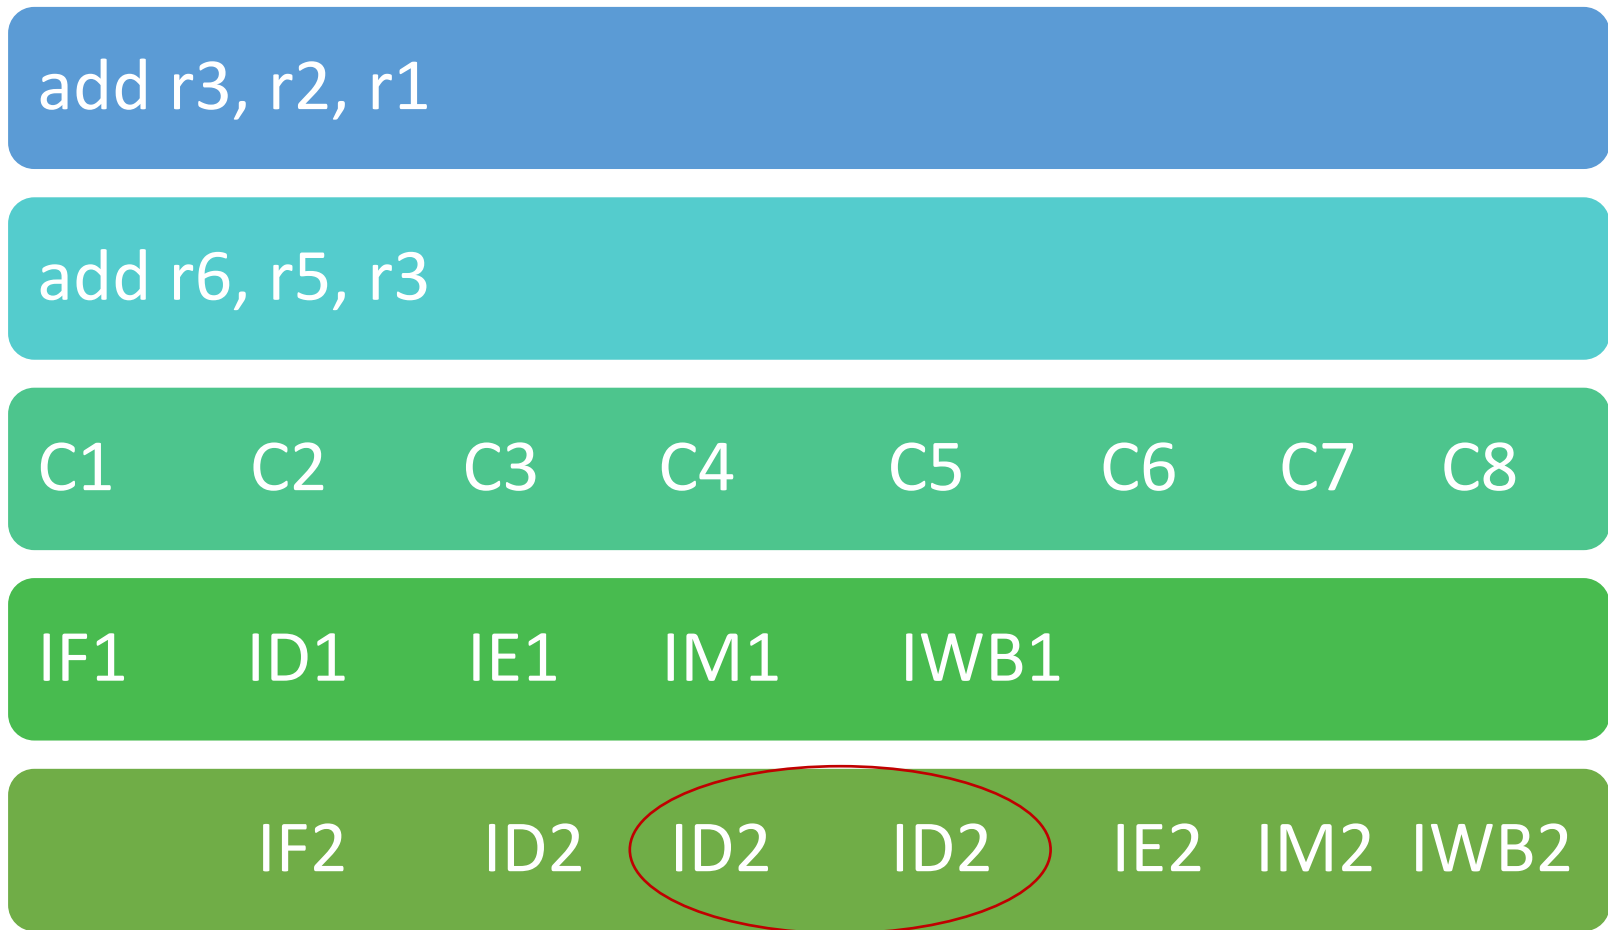 add r3, r2, r1
add r6, r5, r3
C1 C2 C3 C4 C5 C6 C7 C8
IF1 ID1 IE1 IM1 IWB1
IF2 ID2 ID2 ID2 IE2 IM2 IWB2